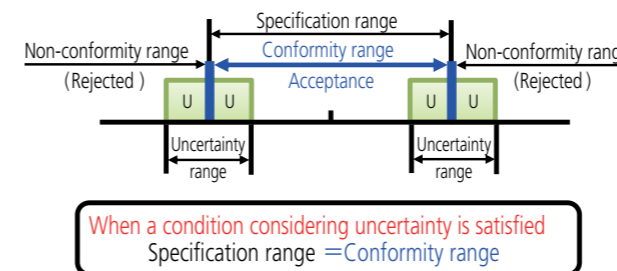 Specification range
Non-conformity range
(Rejected )
Conformity range
Acceptance
Non-conformity rang
(Rejected )
U U
U U
Uncertainty
range
Uncertainty
range
When a condition considering uncertainty is satisfied
Specification range =Conformity range